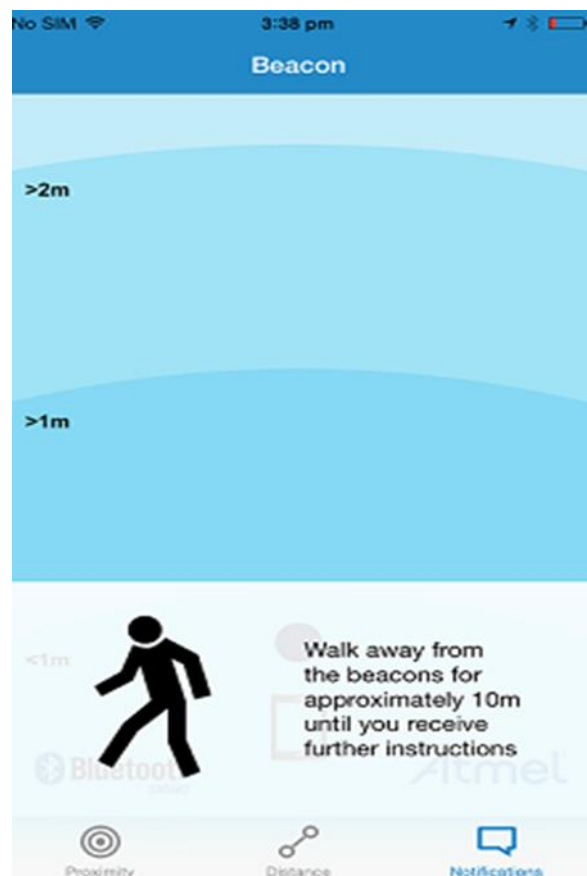 No SIM 3:38 pm
Beacon
>2m
>1m
<1m
Walk away from
the beacons for
approximately 10m
until you receive
further instructions
Bluetooth
Atmel
Proximity Distance Notifications